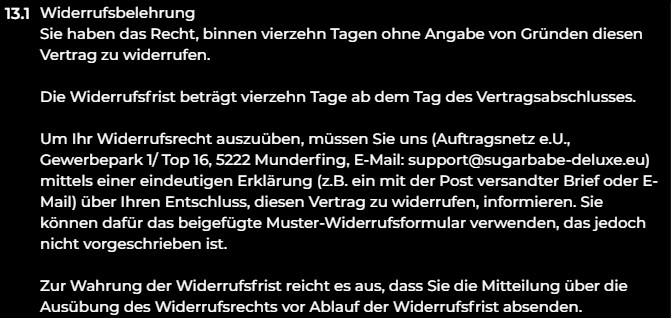 13.1 Widerrufsbelehrung
Sie haben das Recht, binnen vierzehn Tagen ohne Angabe von Gründen diesen
Vertrag zu widerrufen.
Die Widerrufsfrist beträgt vierzehn Tage ab dem Tag des Vertragsabschlusses.
Um Ihr Widerrufsrecht auszuüben, müssen Sie uns (Auftragsnetz e.U.,
Gewerbepark 1/ Top 16, 5222 Munderfing, E-Mail: support@sugarbabe-deluxe.eu)
mittels einer eindeutigen Erklärung (z.B. ein mit der Post versandter Brief oder E-
Mail) über Ihren Entschluss, diesen Vertrag zu widerrufen, informieren. Sie
können dafür das beigefügte Muster-Widerrufsformular verwenden, das jedoch
nicht vorgeschrieben ist.
Zur Wahrung der Widerrufsfrist reicht es aus, dass Sie die Mitteilung über die
Ausübung des Widerrufsrechts vor Ablauf der Widerrufsfrist absenden.